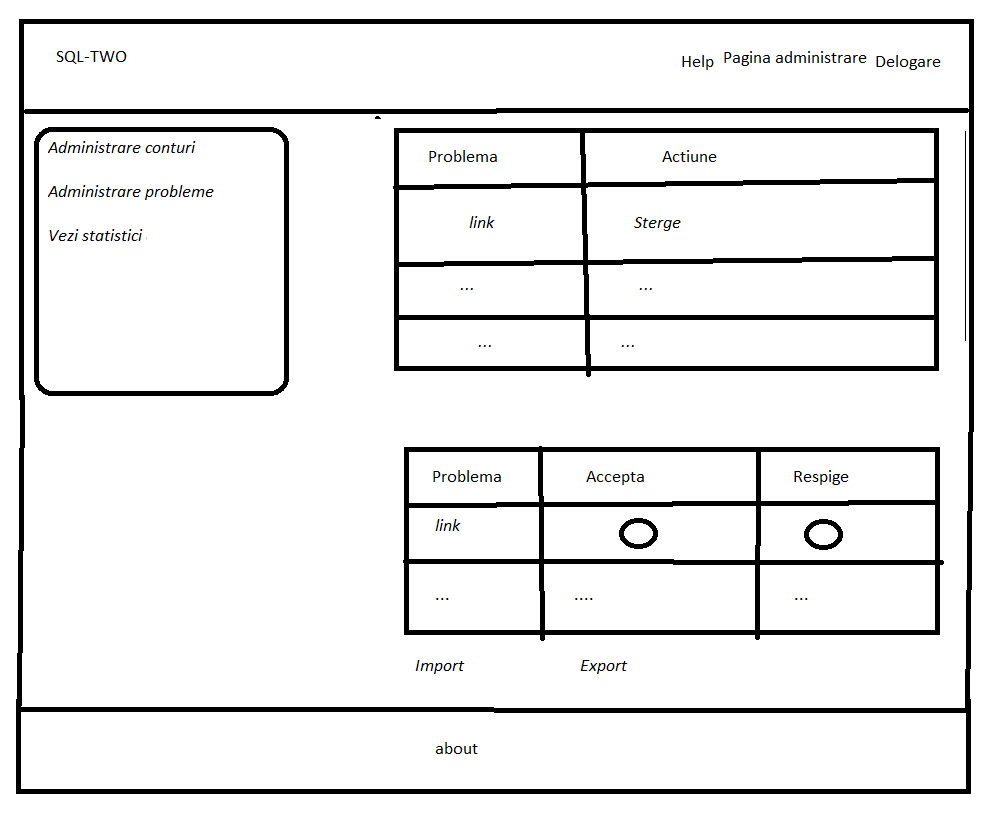 SQL-TWO
Help Pagina administrare Delogare
Administrare conturi
Administrare probleme
Vezi statistici
Problema Actiune
link Sterge
... ...
... ...
Problema Accepta Respige
link
... .... ...
Import Export
about